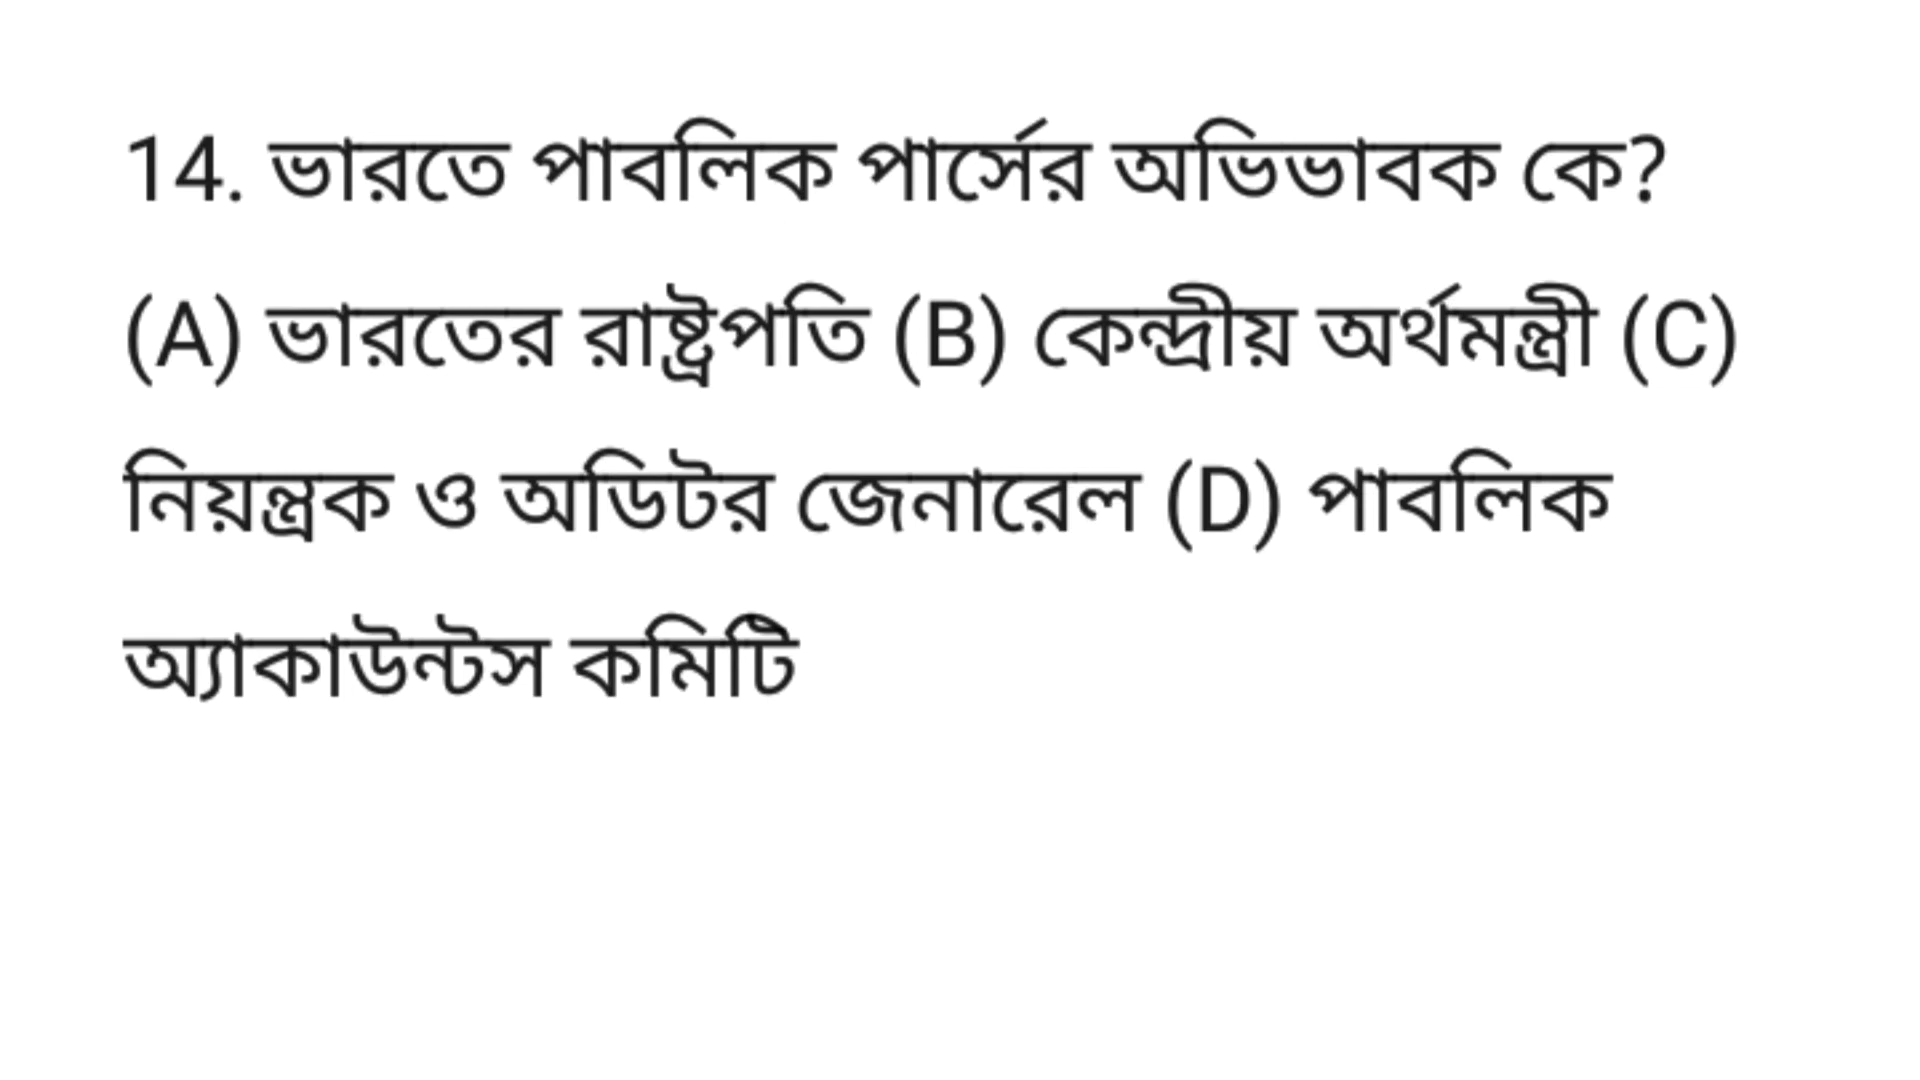 14. ভারতে পাবলিক পার্সের অভিভাবক কে?
(A) ভারতের রাষ্ট্রপতি (B) কেন্দ্রীয় অর্থমন্ত্রী (C)
নিয়ন্ত্রক ও অডিটর জেনারেল (D) পাবলিক
অ্যাকাউন্টস কমিটি